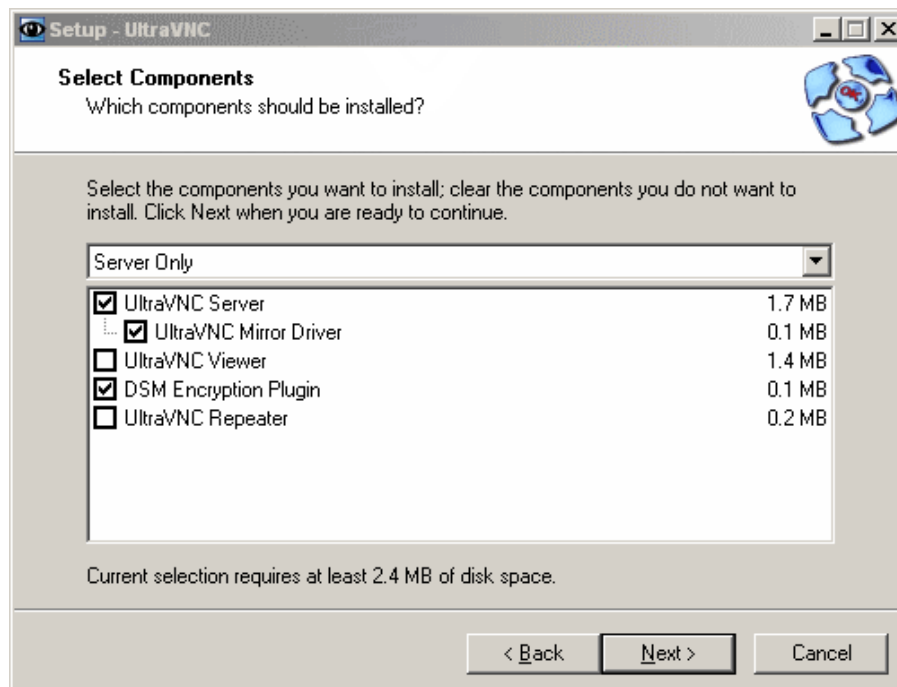 Setup - UltraVNC
Select Components
Which components should be installed?
Select the components you want to install; clear the components you do not want to
install. Click Next when you are ready to continue.
Server Only
UltraVNC Server 1.7 MB
UltraVNC Mirror Driver 0.1 MB
UltraVNC Viewer 1.4 MB
DSM Encryption Plugin 0.1 MB
UltraVNC Repeater 0.2 MB
Current selection requires at least 2.4 MB of disk space.
< Back Next > Cancel